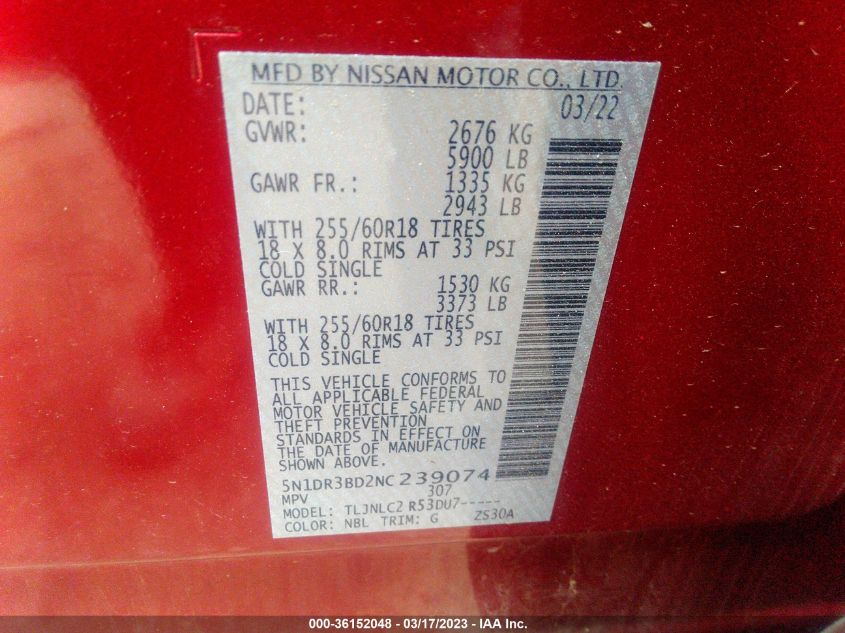 MFD BY NISSAN MOTOR CO., LTD.
DATE: 03/22
GVWR: 2676 KG
5900 LB
GAWR FR.: 1335 KG
2943 LB
WITH 255/60R18 TIRES
18 X 8.0 RIMS AT 33 PSI
COLD SINGLE
GAWR RR.: 1530 KG
3373 LB
WITH 255/60R18 TIRES
18 X 8.0 RIMS AT 33 PSI
COLD SINGLE
THIS VEHICLE CONFORMS TO
ALL APPLICABLE FEDERAL
MOTOR VEHICLE SAFETY AND
THEFT PREVENTION
STANDARDS IN EFFECT ON
THE DATE OF MANUFACTURE
SHOWN ABOVE.
5N1DR3BD2NC239074
MPV 307
MODEL: TLJNLC2 R53DU7-----
COLOR: NBL TRIM: G ZS30A
000-36152048 - 03/17/2023 - IAA Inc.